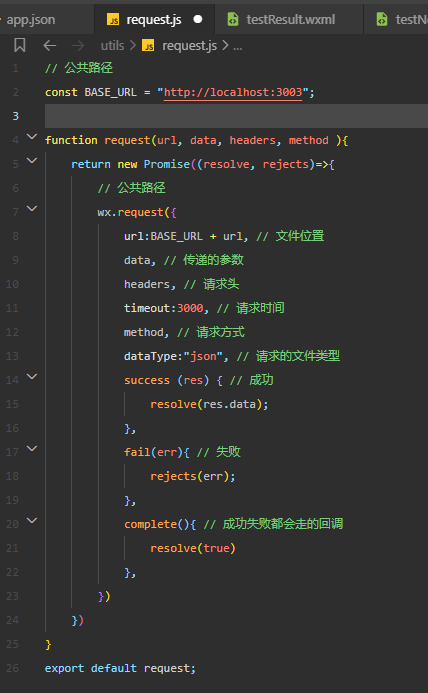 app.json request.js testResult.wxml
utils > request.js > ...
1 // 公共路径
2 const BASE_URL = "http://localhost:3003";
3
4 function request(url, data, headers, method ){
5 return new Promise((resolve, rejects)=>{
6 // 公共路径
7 wx.request({
8 url:BASE_URL + url, // 文件位置
9 data, // 传递的参数
10 headers, // 请求头
11 timeout:3000, // 请求时间
12 method, // 请求方式
13 dataType:"json", // 请求的文件类型
14 success (res) { // 成功
15 resolve(res.data);
16 },
17 fail(err){ // 失败
18 rejects(err);
19 },
20 complete(){ // 成功失败都会走的回调
21 resolve(true)
22 },
23 })
24 })
25 }
26 export default request;